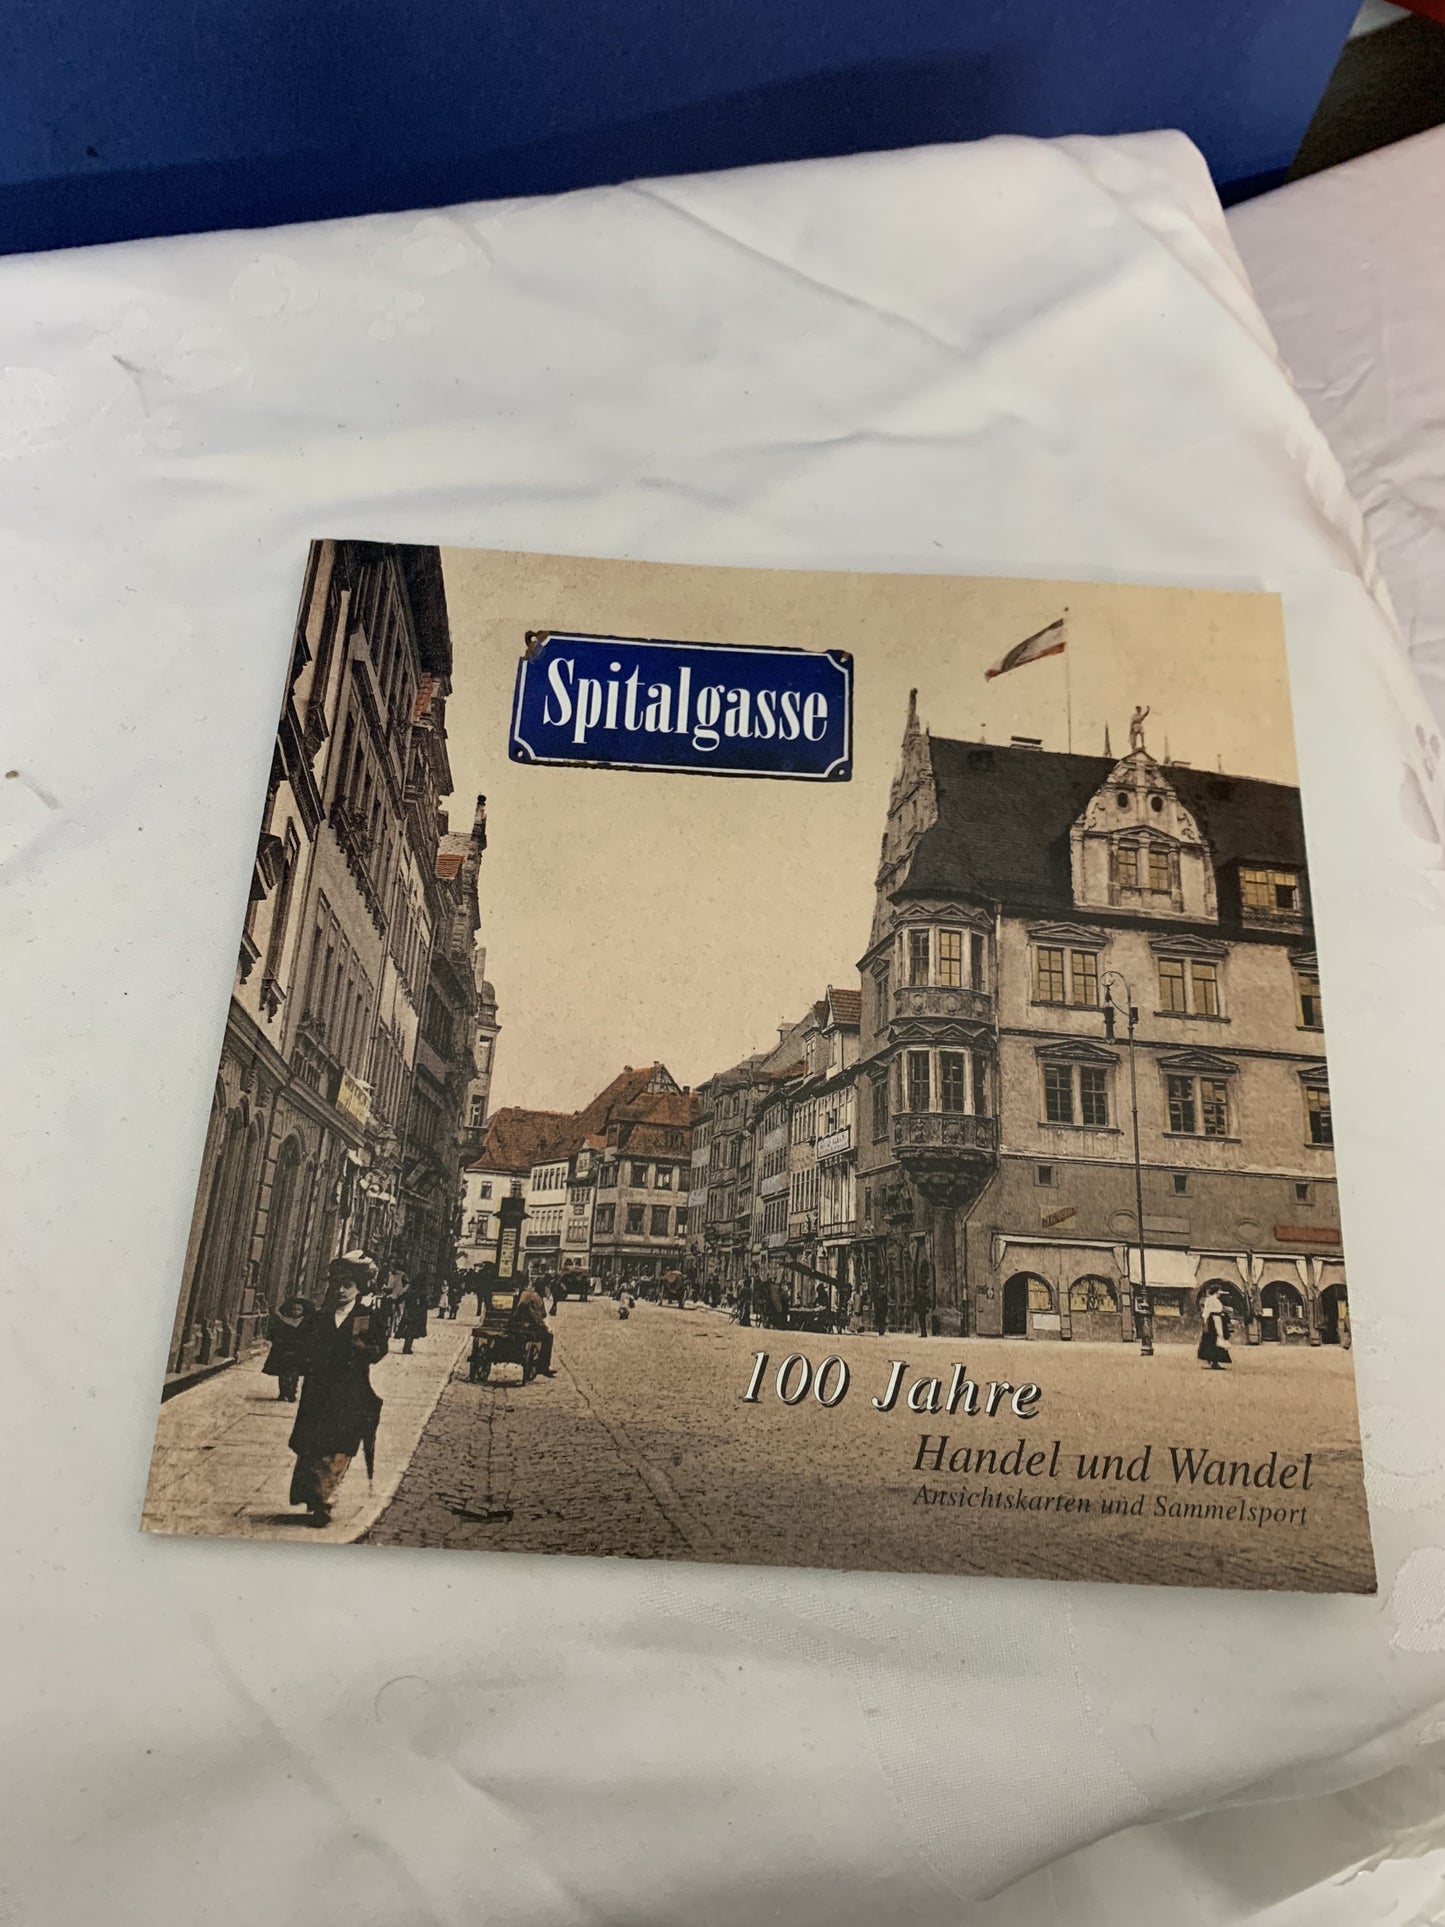 Spitalgasse
100 Jahre
Handel und Wandel
Ansichtskarten und Sammelsport